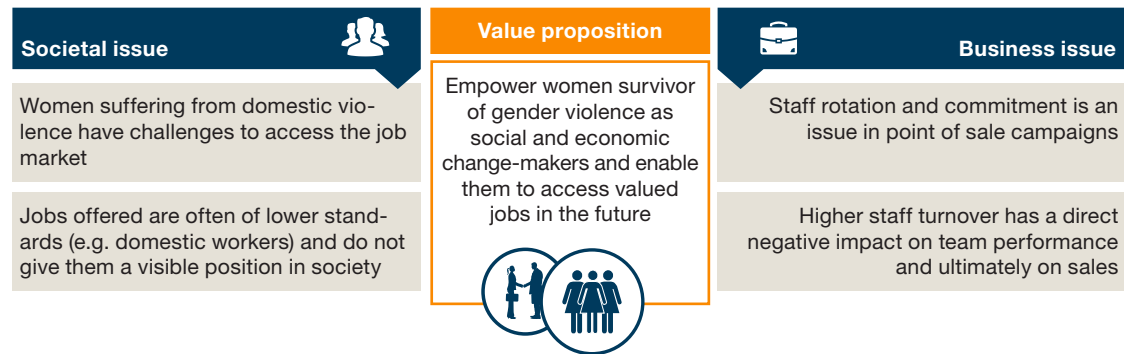 Societal issue
Women suffering from domestic vio-
lence have challenges to access the job
market
Jobs offered are often of lower stand-
ards (e.g. domestic workers) and do not
give them a visible position in society
Value proposition
Empower women survivor
of gender violence as
social and economic
change-makers and enable
them to access valued
jobs in the future
Business issue
Staff rotation and commitment is an
issue in point of sale campaigns
Higher staff turnover has a direct
negative impact on team performance
and ultimately on sales